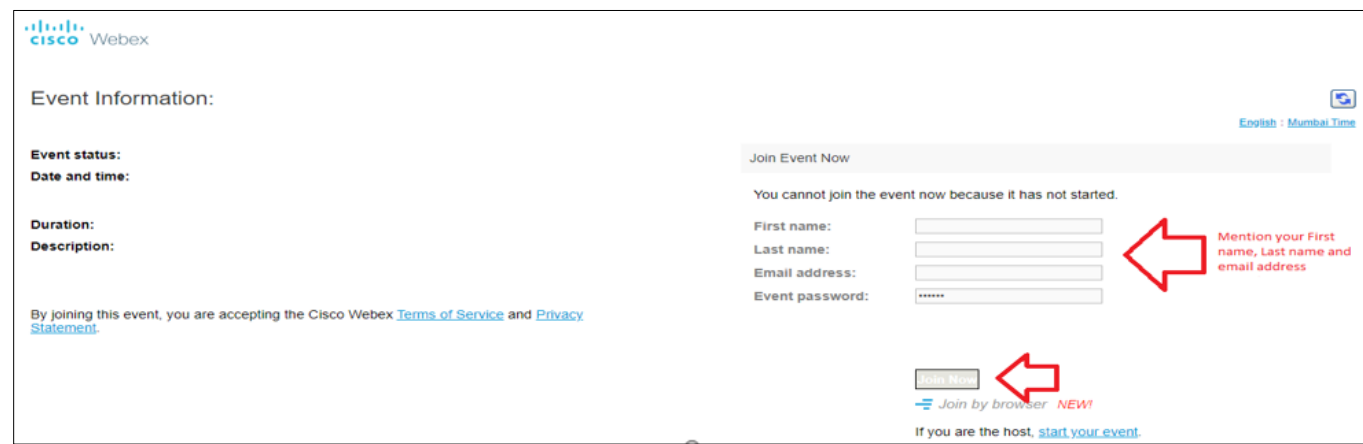 CISCO Webex
Event Information:
English : Mumbai Time
Event status:
Date and time:
Duration:
Description:
By joining this event, you are accepting the Cisco Webex Terms of Service and Privacy
Statement.
Join Event Now
You cannot join the event now because it has not started.
First name:
Last name:
Email address:
Event password: ••••••
Mention your First
name, Last name and
email address
Join Now
Join by browser NEW!
If you are the host, start your event.